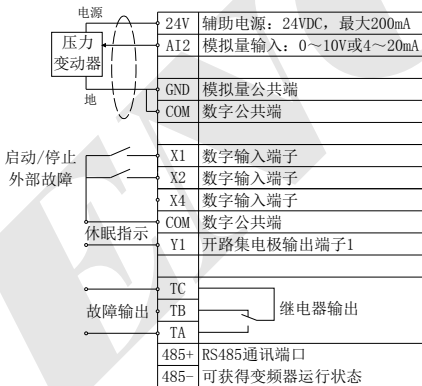 电源
24V 辅助电源：24VDC，最大200mA
压力
变动器
AI2 模拟量输入：0～10V或4～20mA
地
GND 模拟量公共端
COM 数字公共端
启动/停止
X1 数字输入端子
外部故障
X2 数字输入端子
X4 数字输入端子
COM 数字公共端
休眠指示
Y1 开路集电极输出端子1
TC
故障输出
TB
继电器输出
TA
485+ RS485通讯端口
485- 可获得变频器运行状态
ENC